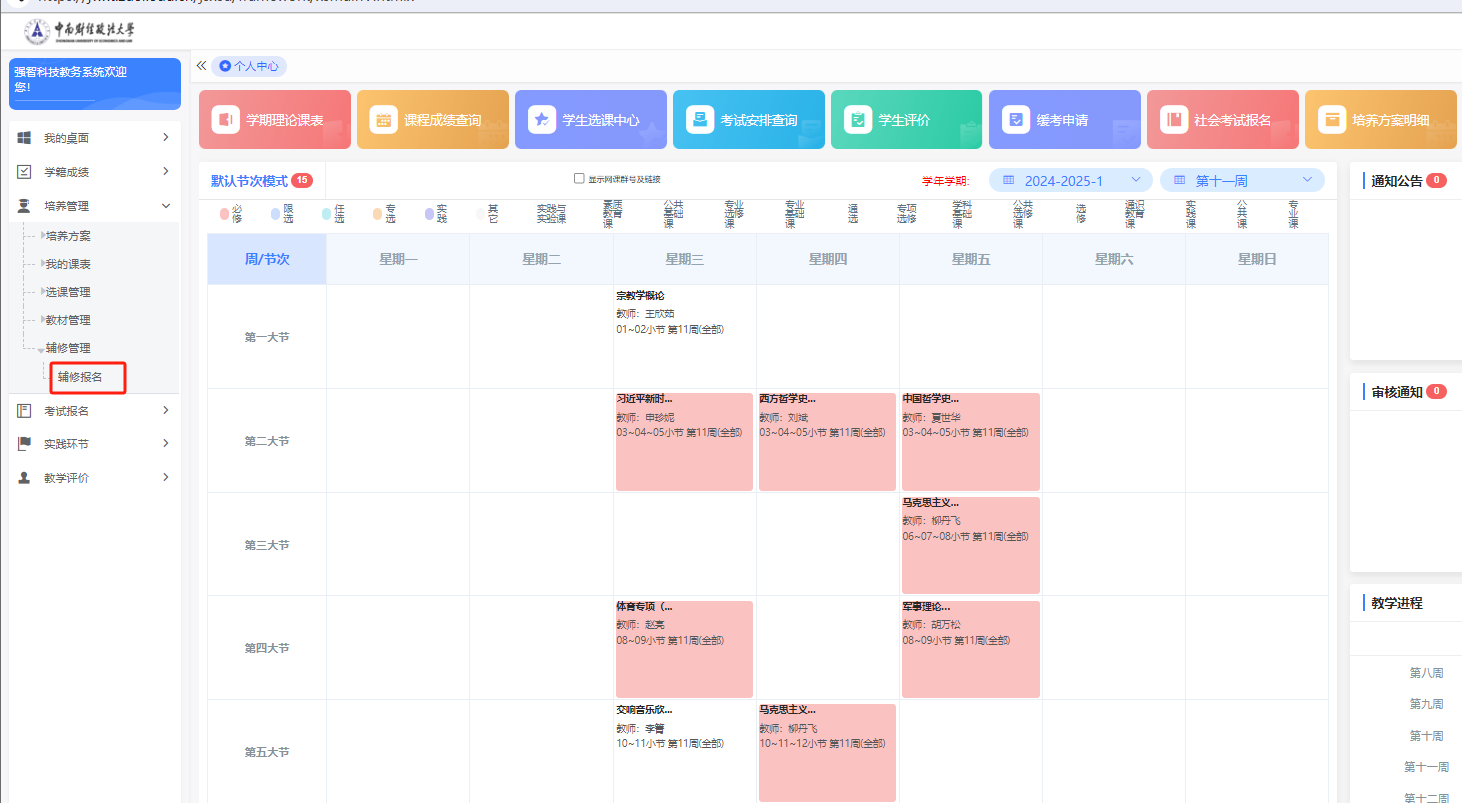 中南财经政法大学
ZHONGNAN UNIVERSITY OF ECONOMICS AND LAW
强智科技教务系统欢迎
您!
我的桌面
学籍成绩
培养管理
培养方案
我的课表
选课管理
教材管理
辅修管理
辅修报名
考试报名
实践环节
教学评价
个人中心
学期理论课表
课程成绩查询
学生选课中心
考试安排查询
学生评价
缓考申请
社会考试报名
培养方案明细
默认节次模式 15
显示网课群号及链接
学年学期:
2024-2025-1
第十一周
必修
限选
任选
专选
实践
其它
实践与实验课
素质教育课
公共基础课
专业选修课
专业基础课
通选
专项选修
学科基础课
公共选修课
选修
通识教育课
实践课
公共课
专业课
周/节次 星期一 星期二 星期三 星期四 星期五 星期六 星期日
第一大节
宗教学概论
教师: 王欣茹
01~02小节 第11周(全部)
第二大节
习近平新时...
教师: 申珍妮
03~04~05小节 第11周(全部)
西方哲学史...
教师: 刘斌
03~04~05小节 第11周(全部)
中国哲学史...
教师: 夏世华
03~04~05小节 第11周(全部)
第三大节
马克思主义...
教师: 柳丹飞
06~07~08小节 第11周(全部)
第四大节
体育专项（...
教师: 赵亮
08~09小节 第11周(全部)
军事理论...
教师: 胡万松
08~09小节 第11周(全部)
第五大节
交响音乐欣...
教师: 李菁
10~11小节 第11周(全部)
马克思主义...
教师: 柳丹飞
10~11~12小节 第11周(全部)
通知公告 0
审核通知 0
教学进程
第八周
第九周
第十周
第十一周
第十二周